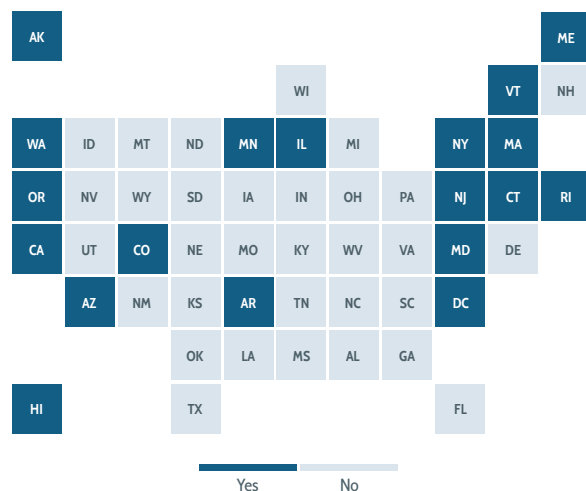 AK ME
WI VT NH
WA ID MT ND MN IL MI NY MA
OR NV WY SD IA IN OH PA NJ CT RI
CA UT CO NE MO KY WV VA MD DE
AZ NM KS AR TN NC SC DC
OK LA MS AL GA
HI TX FL
Yes No